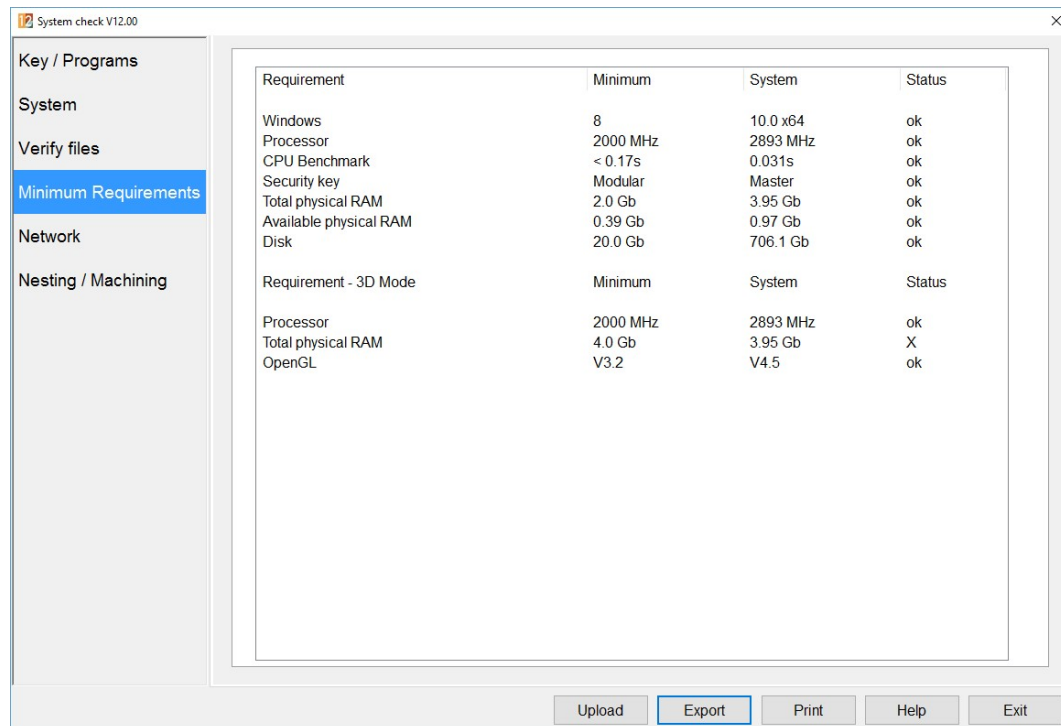 System check V12.00
Key / Programs
System
Verify files
Minimum Requirements
Network
Nesting / Machining
Requirement Minimum System Status
Windows 8 10.0 x64 ok
Processor 2000 MHz 2893 MHz ok
CPU Benchmark < 0.17s 0.031s ok
Security key Modular Master ok
Total physical RAM 2.0 Gb 3.95 Gb ok
Available physical RAM 0.39 Gb 0.97 Gb ok
Disk 20.0 Gb 706.1 Gb ok
Requirement - 3D Mode Minimum System Status
Processor 2000 MHz 2893 MHz ok
Total physical RAM 4.0 Gb 3.95 Gb X
OpenGL V3.2 V4.5 ok
Upload Export Print Help Exit